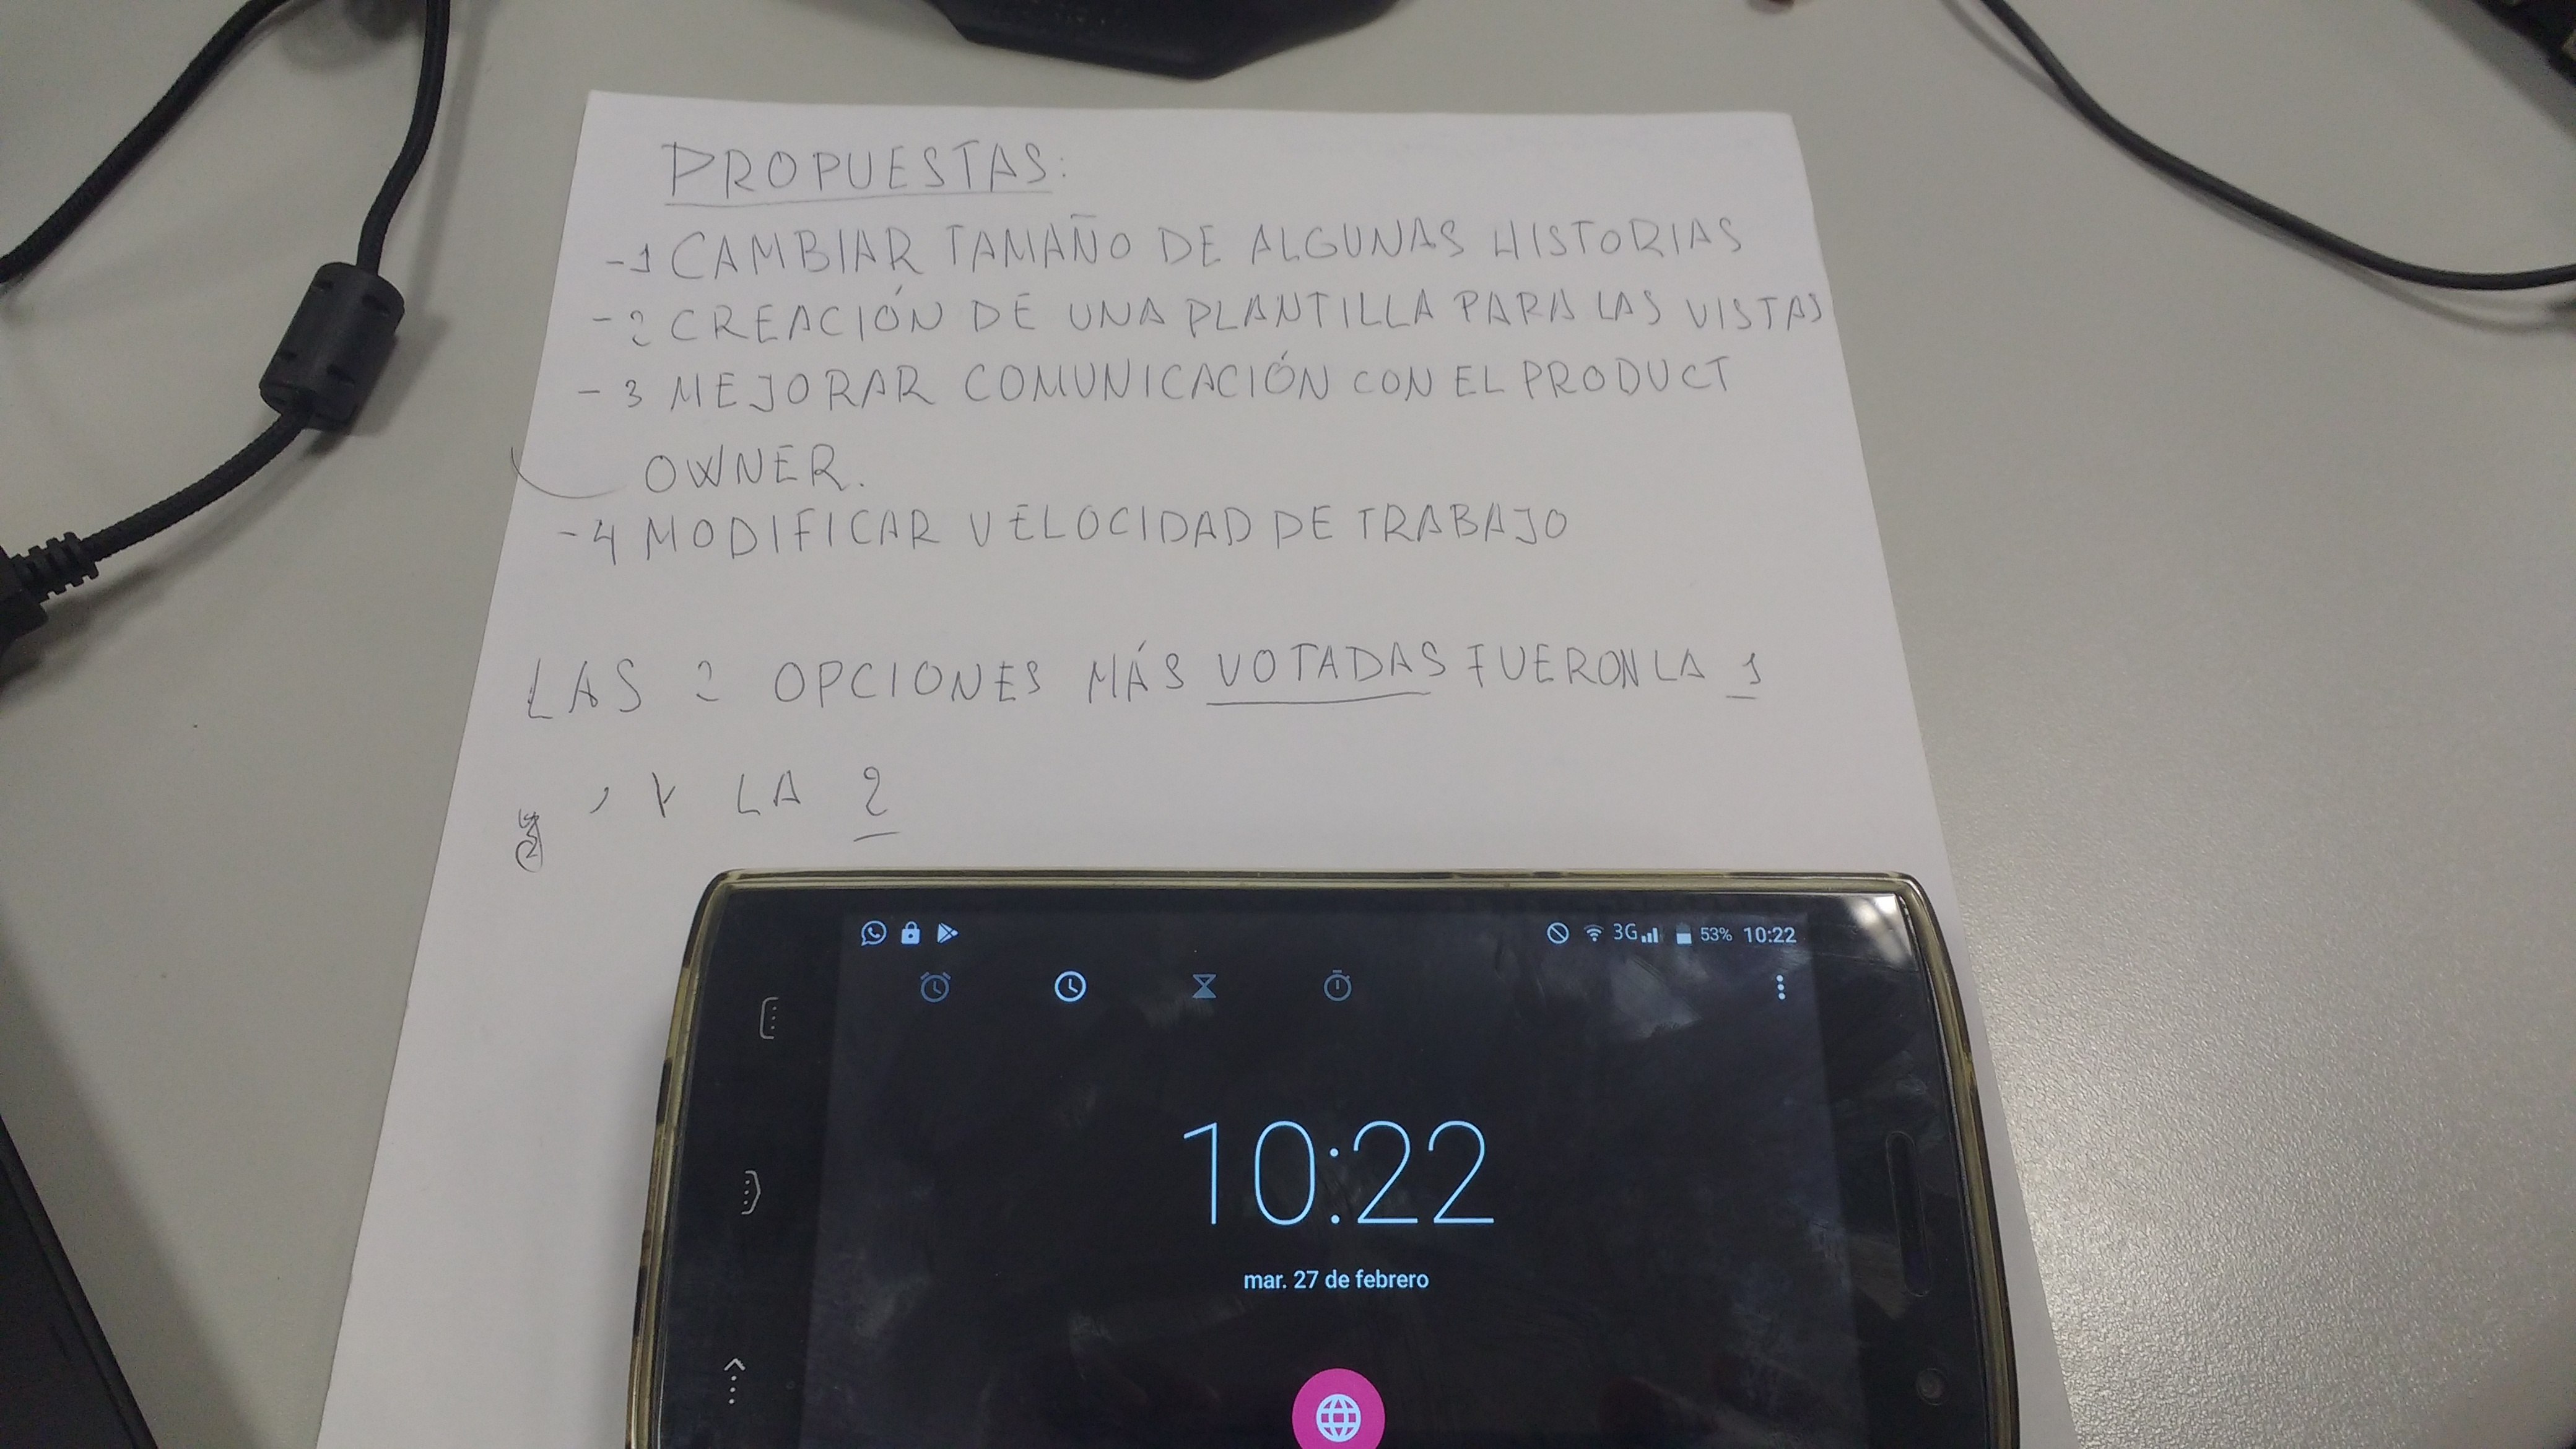 PROPUESTAS:
-1 CAMBIAR TAMAÑO DE ALGUNAS HISTORIAS
-2 CREACIÓN DE UNA PLANTILLA PARA LAS VISTAS
-3 MEJORAR COMUNICACIÓN CON EL PRODUCT
OWNER.
-4 MODIFICAR VELOCIDAD DE TRABAJO
LAS 2 OPCIONES MÁS VOTADAS FUERON LA 1
, Y LA 2
3G 53% 10:22
10:22
mar. 27 de febrero